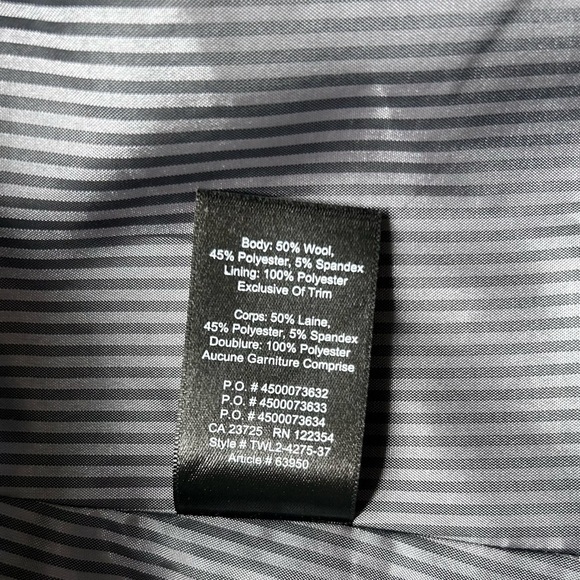 Body: 50% Wool,
45% Polyester, 5% Spandex
Lining: 100% Polyester
Exclusive Of Trim
Corps: 50% Laine,
45% Polyester, 5% Spandex
Doublure: 100% Polyester
Aucune Garniture Comprise
P.O. # 4500073632
P.O. # 4500073633
P.O. # 4500073634
CA 23725 RN 122354
Style # TWL2-4275-37
Article # 63950